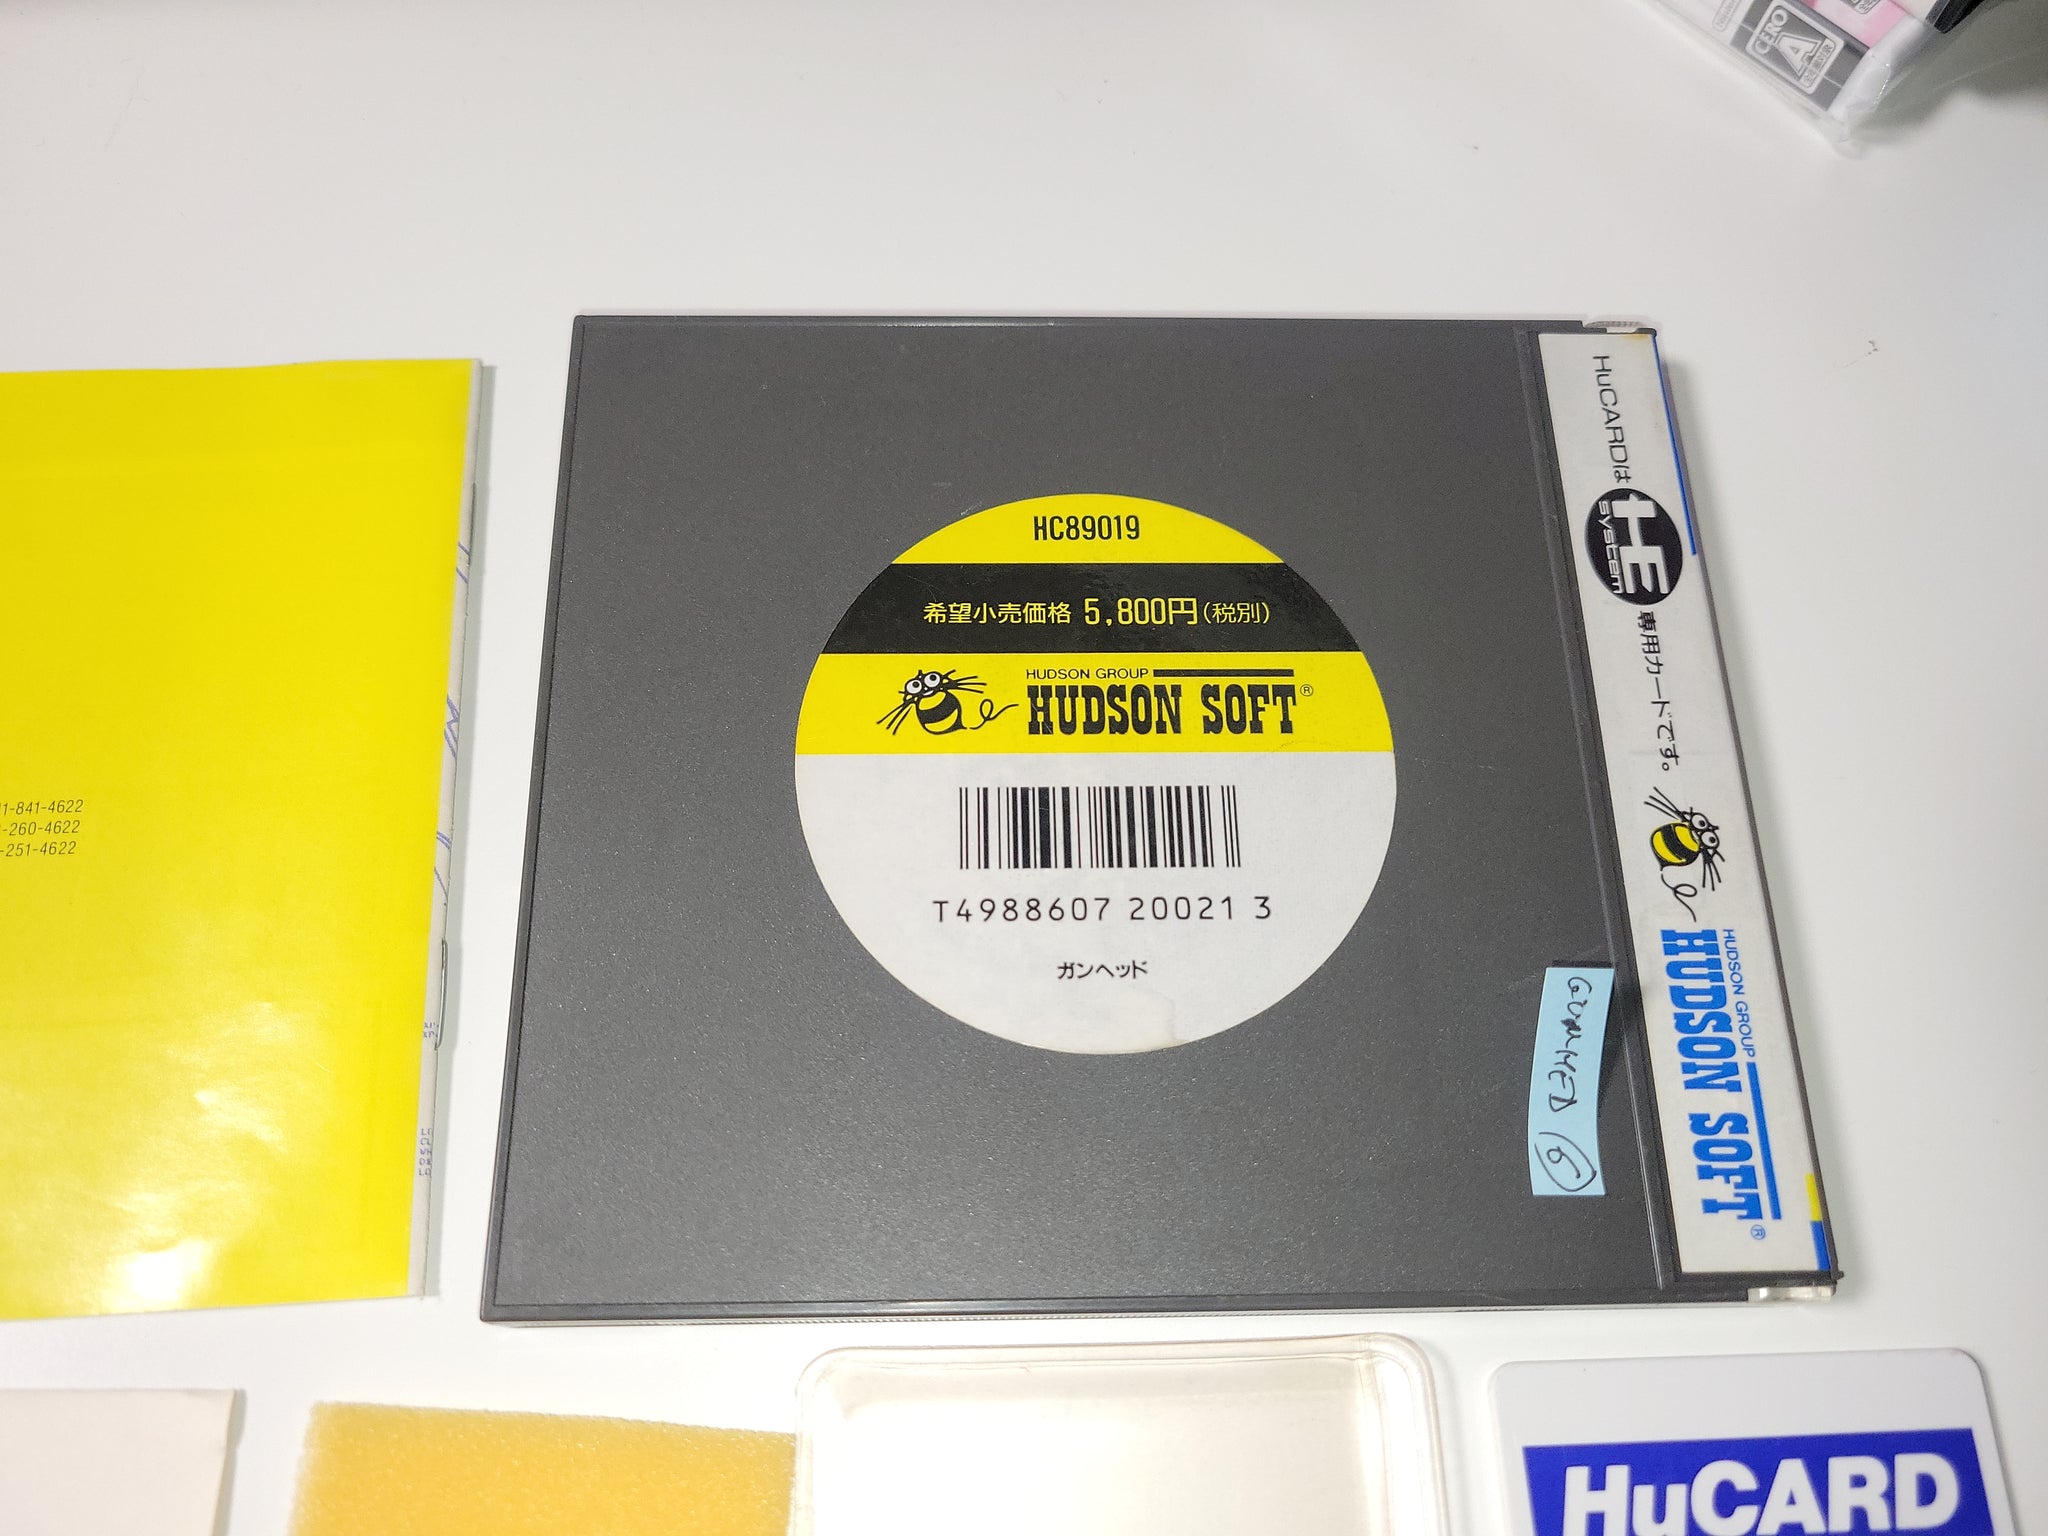 CERO
A
HC89019
希望小売価格 5,800円(税別)
HUDSON GROUP
HUDSON SOFT®
T4988607 20021 3
ガンヘッド
HuCARDは HE system 専用カードです。
HUDSON GROUP
HUDSON SOFT®
1-841-4622
-260-4622
-251-4622
HuCARD